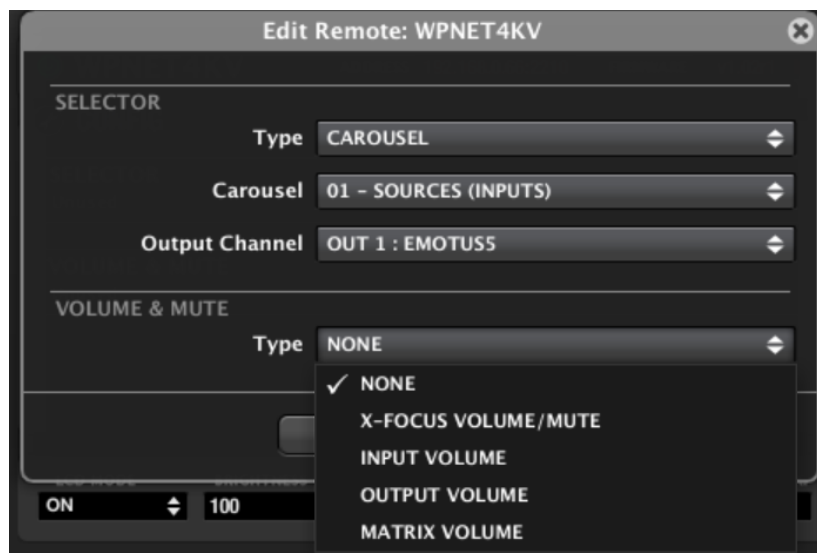 Edit Remote: WPNET4KV
SELECTOR
Type CAROUSEL
Carousel 01 – SOURCES (INPUTS)
Output Channel OUT 1 : EMOTUS5
VOLUME & MUTE
Type NONE
✓ NONE
X-FOCUS VOLUME/MUTE
INPUT VOLUME
OUTPUT VOLUME
MATRIX VOLUME
ON 100